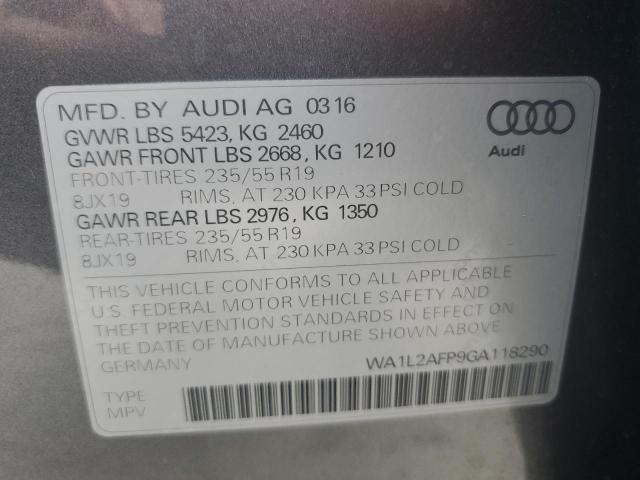 MFD. BY AUDI AG 0316
GVWR LBS 5423, KG 2460
GAWR FRONT LBS 2668, KG 1210
FRONT-TIRES 235/55 R19
8JX19 RIMS, AT 230 KPA 33 PSI COLD
GAWR REAR LBS 2976, KG 1350
REAR-TIRES 235/55 R19
8JX19 RIMS, AT 230 KPA 33 PSI COLD
Audi
THIS VEHICLE CONFORMS TO ALL APPLICABLE
U.S. FEDERAL MOTOR VEHICLE SAFETY AND
THEFT PREVENTION STANDARDS IN EFFECT ON THE
DATE OF MANUFACTURE SHOWN ABOVE
GERMANY WA1L2AFP9GA118290
TYPE
MPV